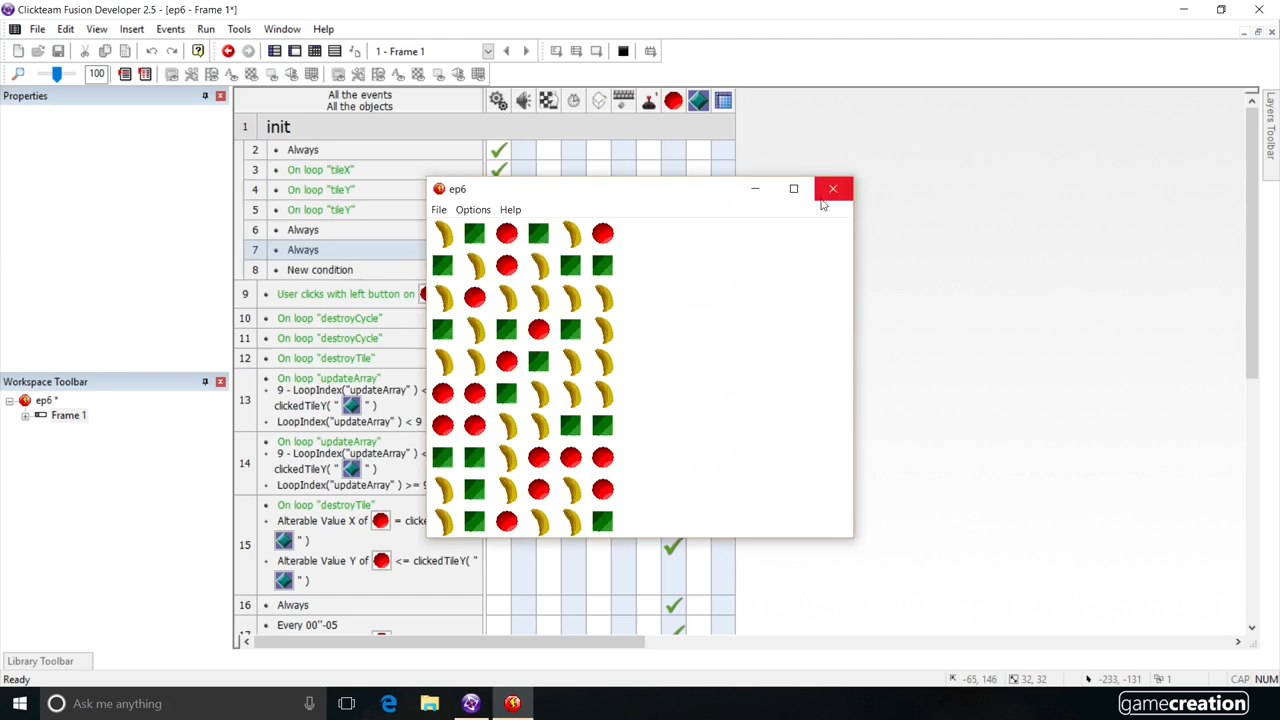 Clickteam Fusion Developer 2.5 - [ep6 - Frame 1*]
File Edit View Insert Events Run Tools Window Help
1 - Frame 1
100
Properties
All the events
All the objects
Layers Toolbar
1 init
2 • Always
3 • On loop "tileX"
4 • On loop "tileY"
5 • On loop "tileY"
6 • Always
7 • Always
8 • New condition
9 • User clicks with left button on
10 • On loop "destroyCycle"
11 • On loop "destroyCycle"
12 • On loop "destroyTile"
13 • On loop "updateArray"
• 9 - LoopIndex("updateArray" ) <
clickedTileY( " " )
• LoopIndex("updateArray" ) < 9
14 • On loop "updateArray"
• 9 - LoopIndex("updateArray" ) <
clickedTileY( " " )
• LoopIndex("updateArray" ) >= 9
15 • On loop "destroyTile"
• Alterable Value X of = clicke
" )
• Alterable Value Y of <= clickedTileY( "
" )
16 • Always
17 • Every 00"-05
ep6
File Options Help
Workspace Toolbar
ep6 *
Frame 1
Library Toolbar
Ready
-65, 146
32, 32
-233, -131
1
CAP NUM
Ask me anything
gamecreation